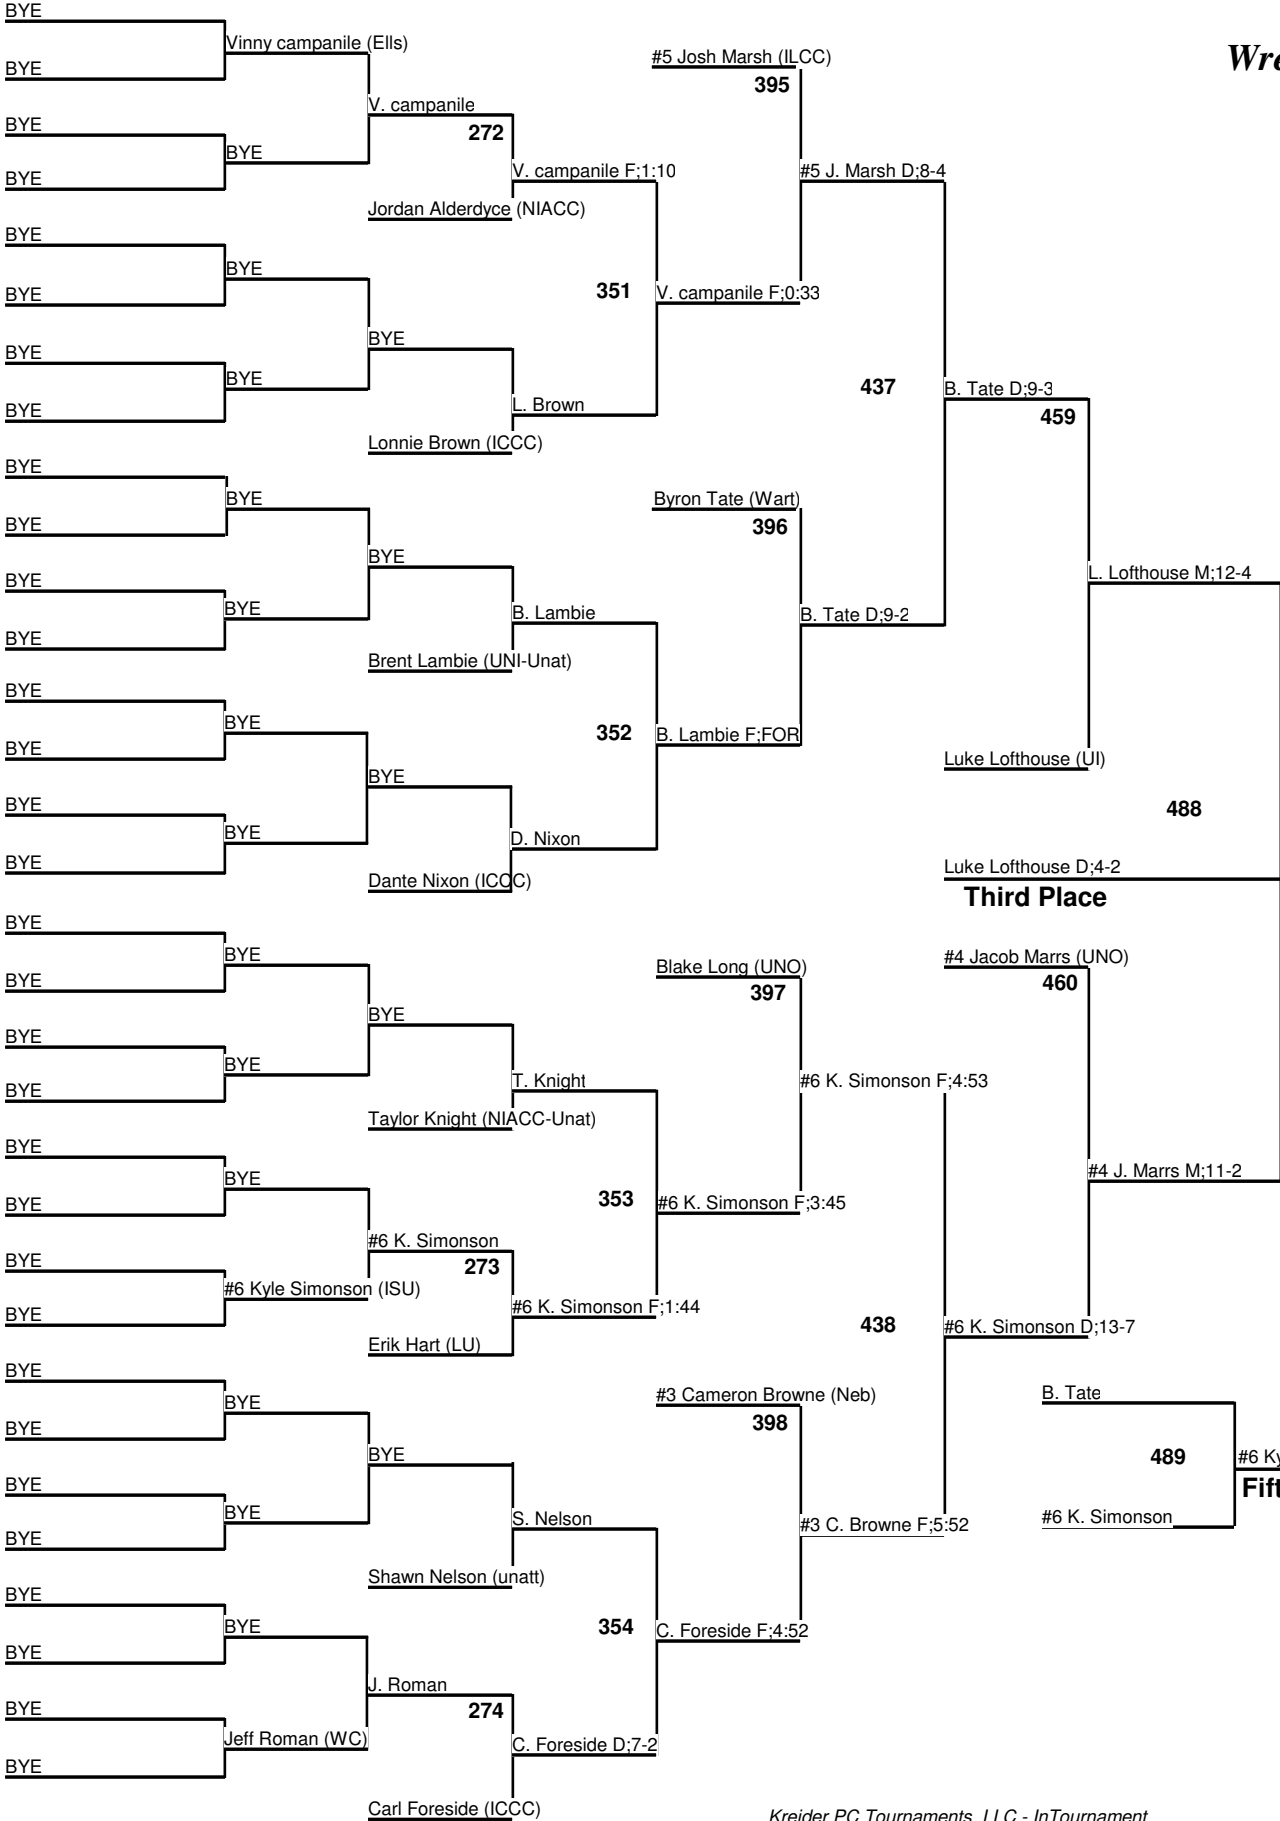 BYE
Vinny campanile (Ells)
Wre
#5 Josh Marsh (ILCC)
BYE
395
V. campanile
BYE
272
BYE
V. campanile F;1:10
#5 J. Marsh D;8-4
BYE
Jordan Alderdyce (NIACC)
BYE
BYE
351
V. campanile F;0:33
BYE
BYE
BYE
BYE
437
B. Tate D;9-3
L. Brown
459
BYE
Lonnie Brown (ICCC)
BYE
BYE
Byron Tate (Wart)
BYE
396
BYE
L. Lofthouse M;12-4
BYE
BYE
B. Lambie
B. Tate D;9-2
BYE
Brent Lambie (UNI-Unat)
BYE
BYE
352
B. Lambie F;FOR
BYE
Luke Lofthouse (UI)
BYE
BYE
488
BYE
D. Nixon
BYE
Luke Lofthouse D;4-2
Dante Nixon (ICCC)
Third Place
BYE
BYE
#4 Jacob Marrs (UNO)
Blake Long (UNO)
BYE
460
397
BYE
BYE
BYE
T. Knight
#6 K. Simonson F;4:53
BYE
Taylor Knight (NIACC-Unat)
BYE
BYE
#4 J. Marrs M;11-2
353
#6 K. Simonson F;3:45
BYE
#6 K. Simonson
BYE
273
#6 Kyle Simonson (ISU)
#6 K. Simonson F;1:44
BYE
438
#6 K. Simonson D;13-7
Erik Hart (LU)
BYE
#3 Cameron Browne (Neb)
B. Tate
BYE
BYE
398
BYE
489
#6 Ky
BYE
Fift
BYE
S. Nelson
#6 K. Simonson
#3 C. Browne F;5:52
BYE
Shawn Nelson (unatt)
BYE
BYE
354
C. Foreside F;4:52
BYE
J. Roman
BYE
274
Jeff Roman (WC)
C. Foreside D;7-2
BYE
Carl Foreside (ICCC)
Kreider PC Tournaments, LLC - InTournament